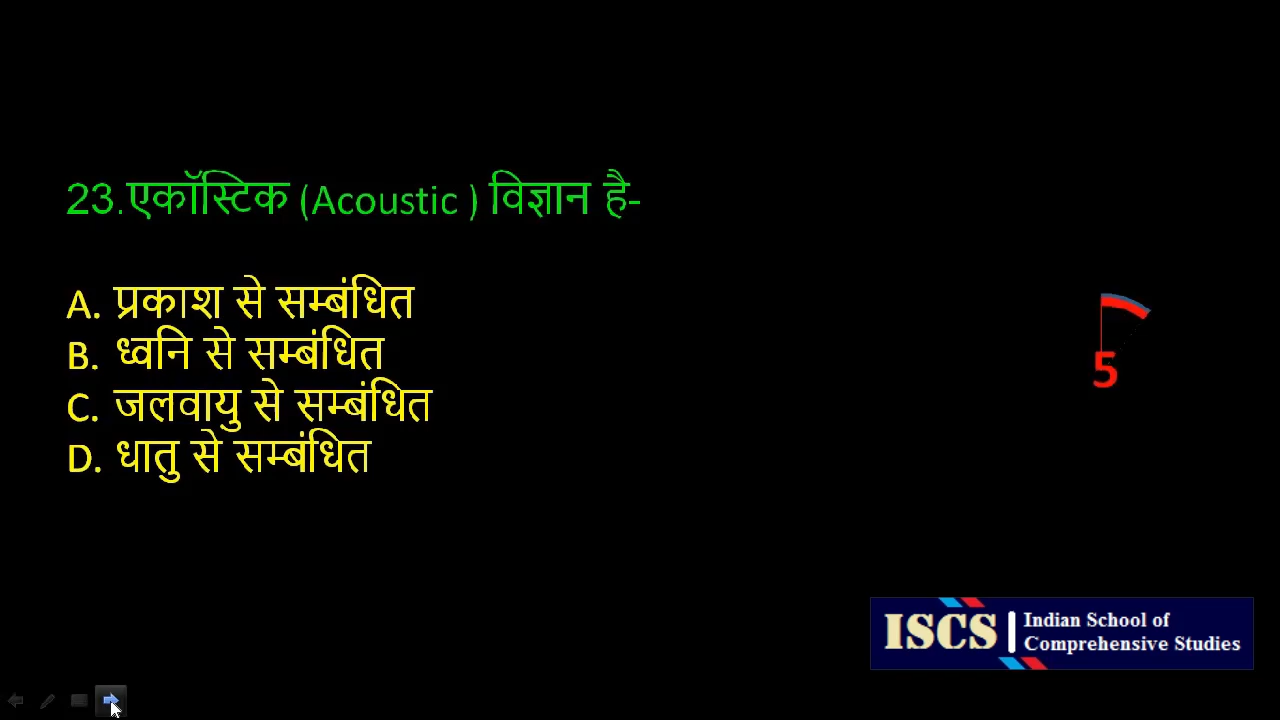 23.एकॉस्टिक (Acoustic ) विज्ञान है-
A. प्रकाश से सम्बंधित
B. ध्वनि से सम्बंधित
C. जलवायु से सम्बंधित
D. धातु से सम्बंधित
5
ISCS
Indian School of
Comprehensive Studies